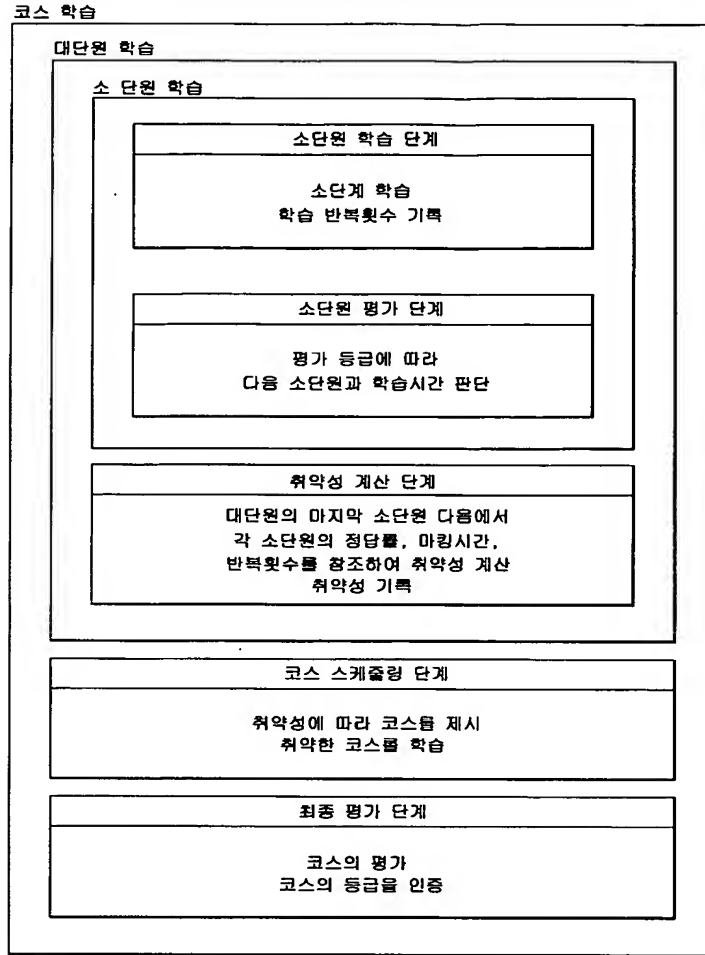 코스 학습
대단원 학습
소 단원 학습
소단원 학습 단계
소단계 학습
학습 반복횟수 기록
소단원 평가 단계
평가 등급에 따라
다음 소단원과 학습시간 판단
취약성 계산 단계
대단원의 마지막 소단원 다음에서
각 소단원의 정답률, 마킹시간,
반복횟수를 참조하여 취약성 계산
취약성 기록
코스 스케줄링 단계
취약성에 따라 코스를 제시
취약한 코스를 학습
최종 평가 단계
코스의 평가
코스의 등급을 인증